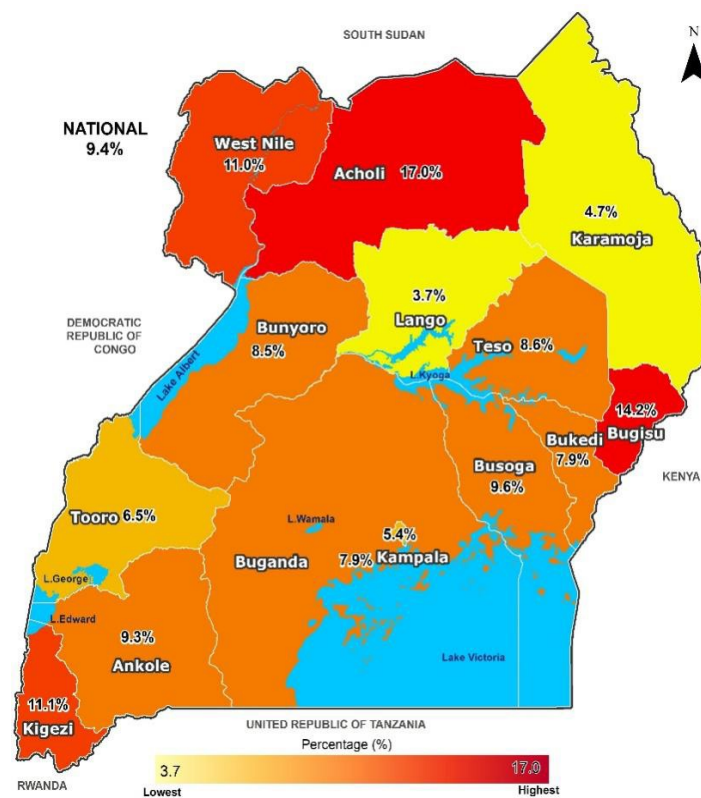 SOUTH SUDAN
N
NATIONAL
9.4%
West Nile
11.0%
Acholi 17.0%
4.7%
Karamoja
3.7%
Lango
DEMOCRATIC
REPUBLIC OF
CONGO
Bunyoro
8.5%
Teso 8.6%
Lake Albert
L.Kyoga
14.2%
Bugisu
Bukedi
7.9%
Busoga
9.6%
KENYA
Tooro 6.5%
L.Wamala
5.4%
Kampala
Buganda
7.9%
L.George
L.Edward
9.3%
Ankole
Lake Victoria
11.1%
Kigezi
UNITED REPUBLIC OF TANZANIA
RWANDA
Percentage (%)
3.7
17.0
Lowest
Highest